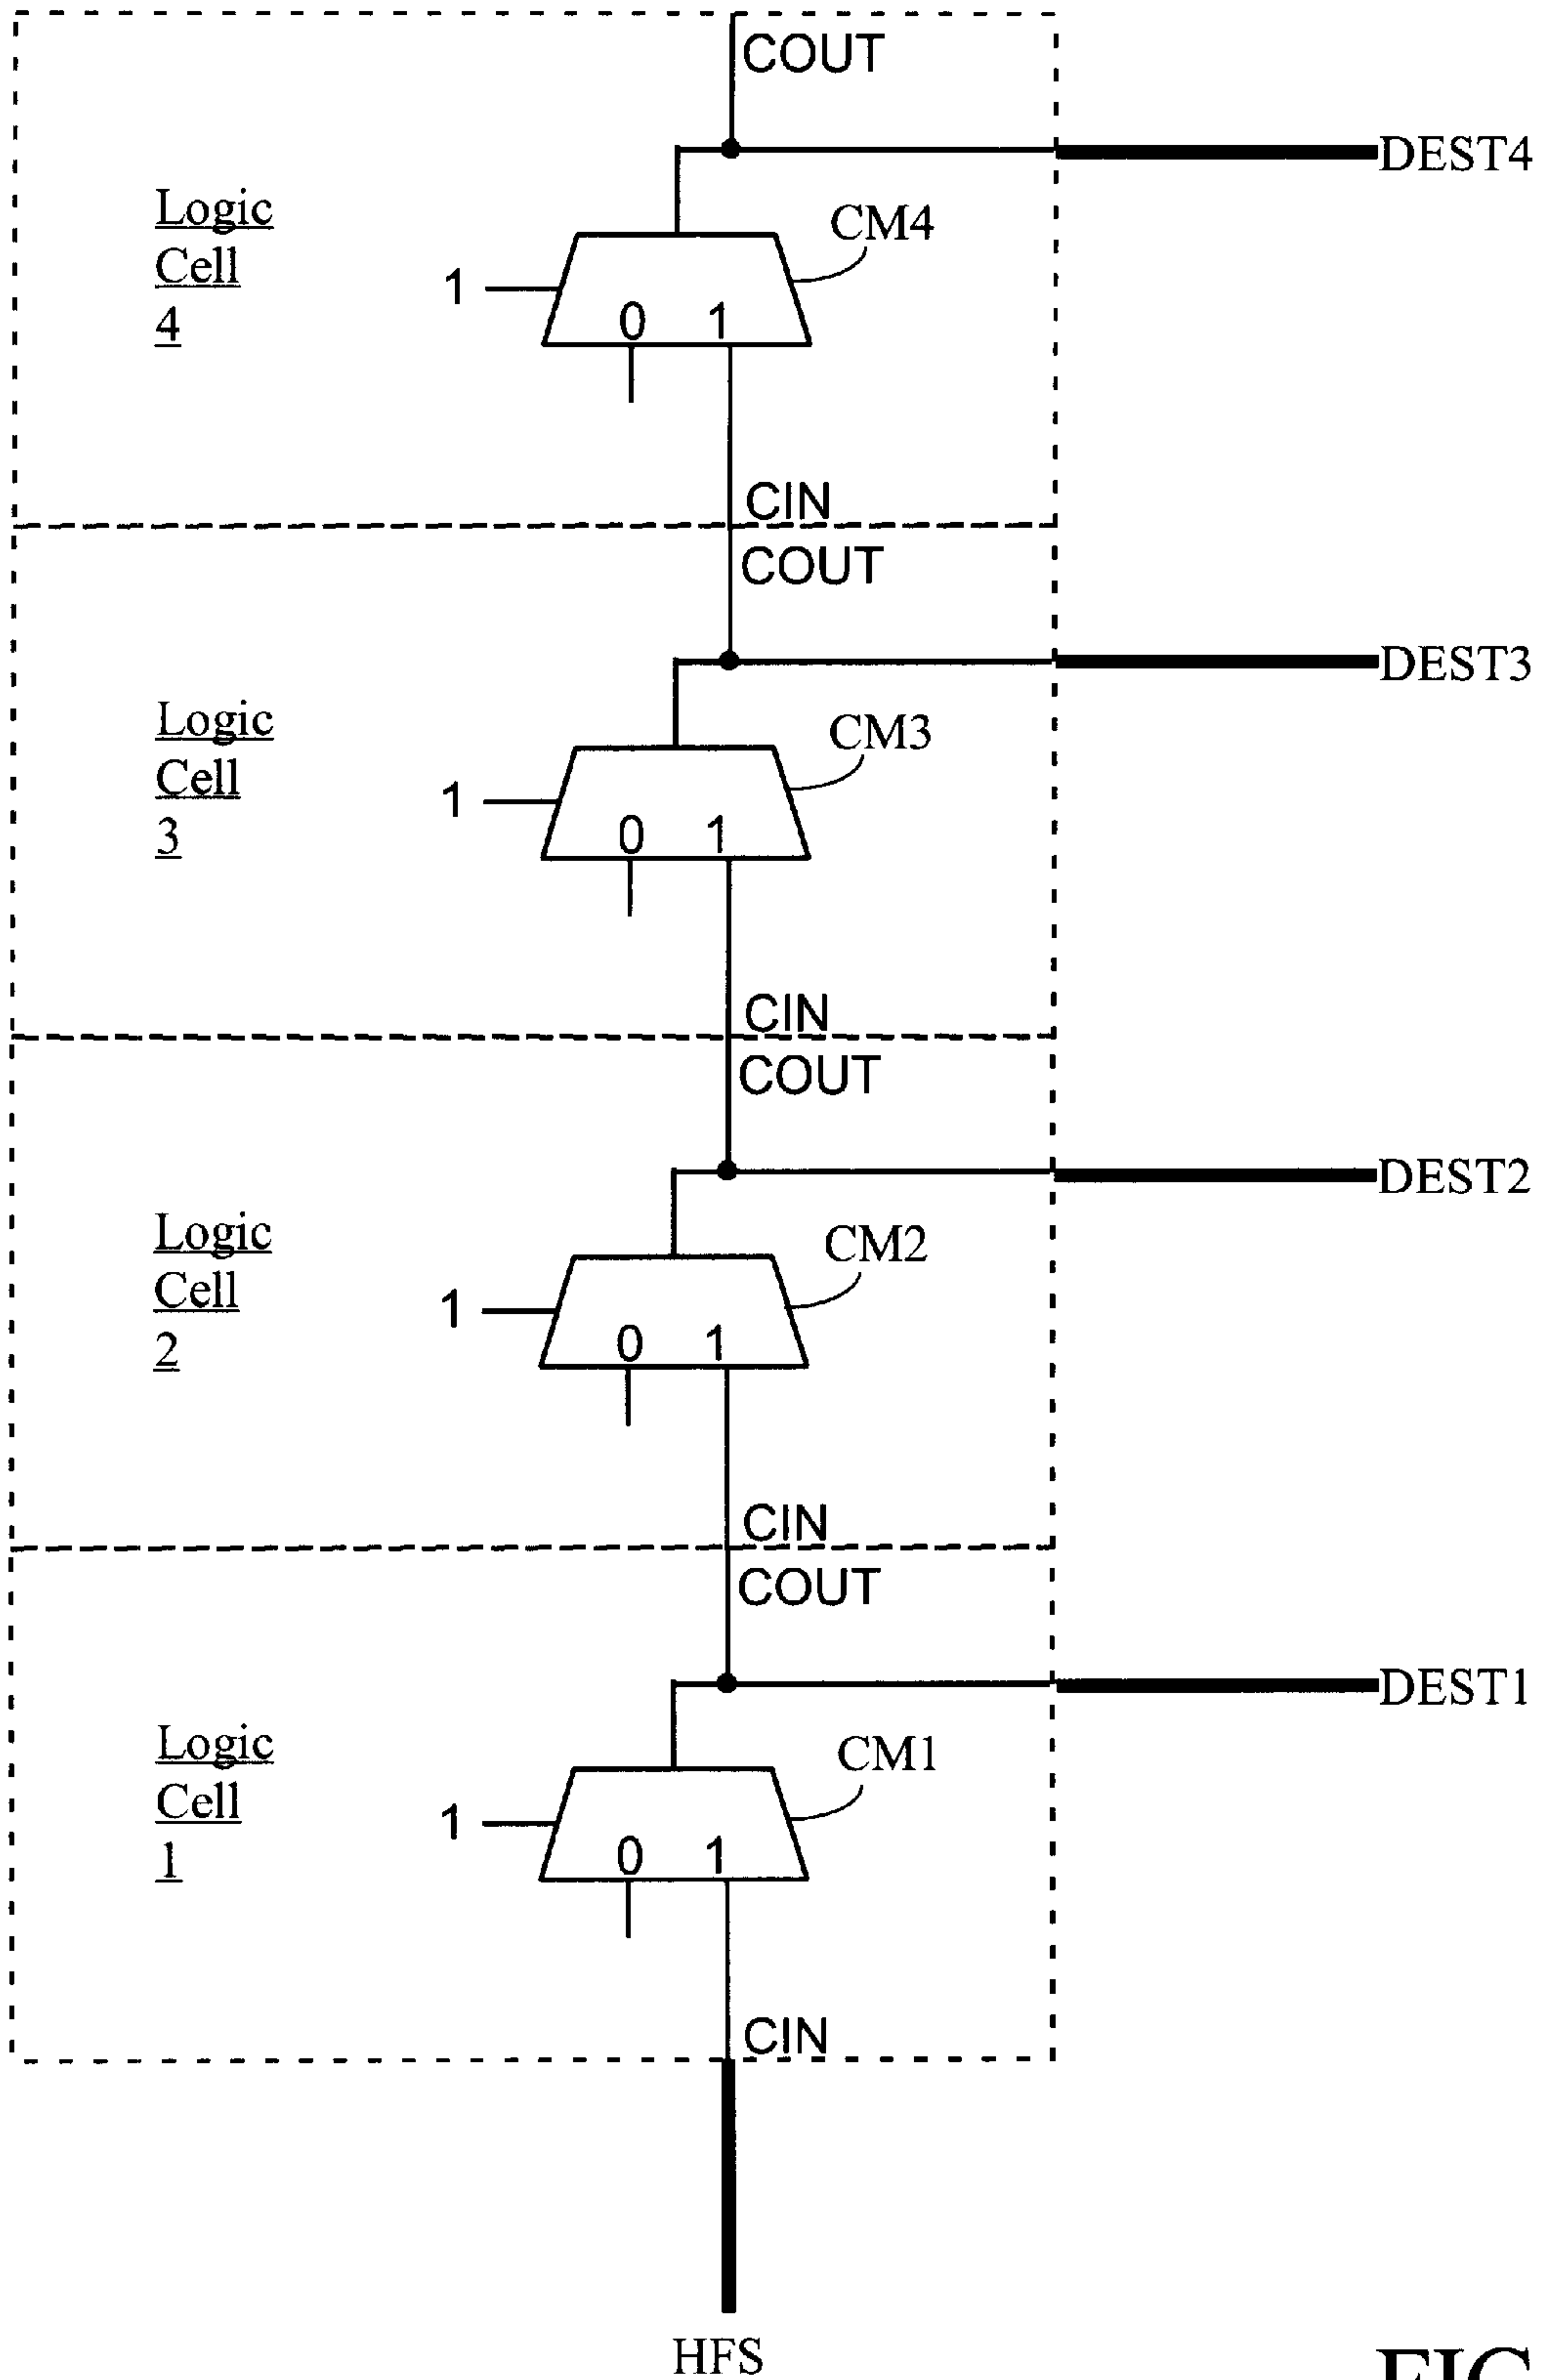 COUT
DEST4
Logic
Cell
4
CM4
1
0 1
CIN
COUT
DEST3
Logic
Cell
3
CM3
1
0 1
CIN
COUT
DEST2
Logic
Cell
2
CM2
1
0 1
CIN
COUT
DEST1
Logic
Cell
1
CM1
1
0 1
CIN
HFS